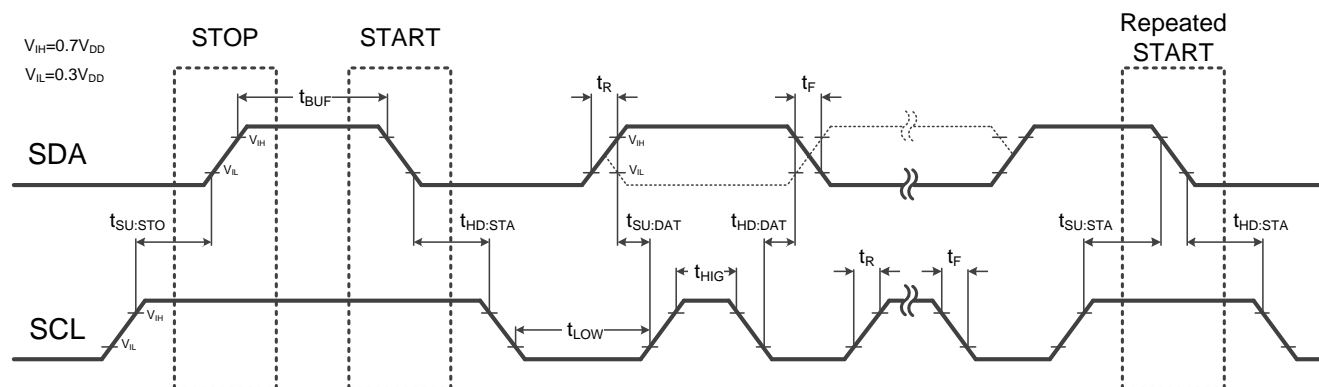 V_IH=0.7V_DD
V_IL=0.3V_DD
STOP
START
Repeated
START
t_BUF
t_R
t_F
SDA
V_IH
V_IL
V_IH
V_IL
t_SU:STO
t_HD:STA
t_SU:DAT
t_HD:DAT
t_SU:STA
t_HD:STA
t_HIG
t_R
t_F
SCL
V_IH
V_IL
t_LOW